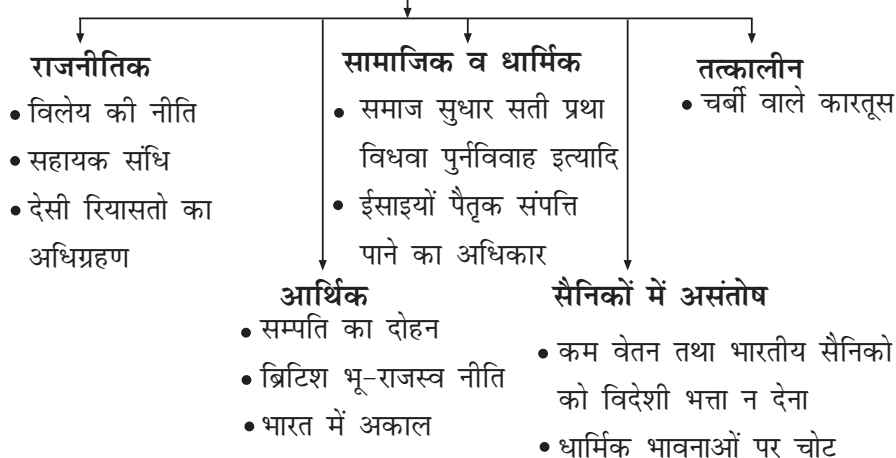 राजनीतिक
• विलेय की नीति
• सहायक संधि
• देसी रियासतो का
अधिग्रहण
सामाजिक व धार्मिक
• समाज सुधार सती प्रथा
विधवा पुर्नविवाह इत्यादि
• ईसाइयों पैतृक संपत्ति
पाने का अधिकार
तत्कालीन
• चर्बी वाले कारतूस
आर्थिक
• सम्पति का दोहन
• ब्रिटिश भू-राजस्व नीति
• भारत में अकाल
सैनिकों में असंतोष
• कम वेतन तथा भारतीय सैनिको
को विदेशी भत्ता न देना
• धार्मिक भावनाओं पर चोट